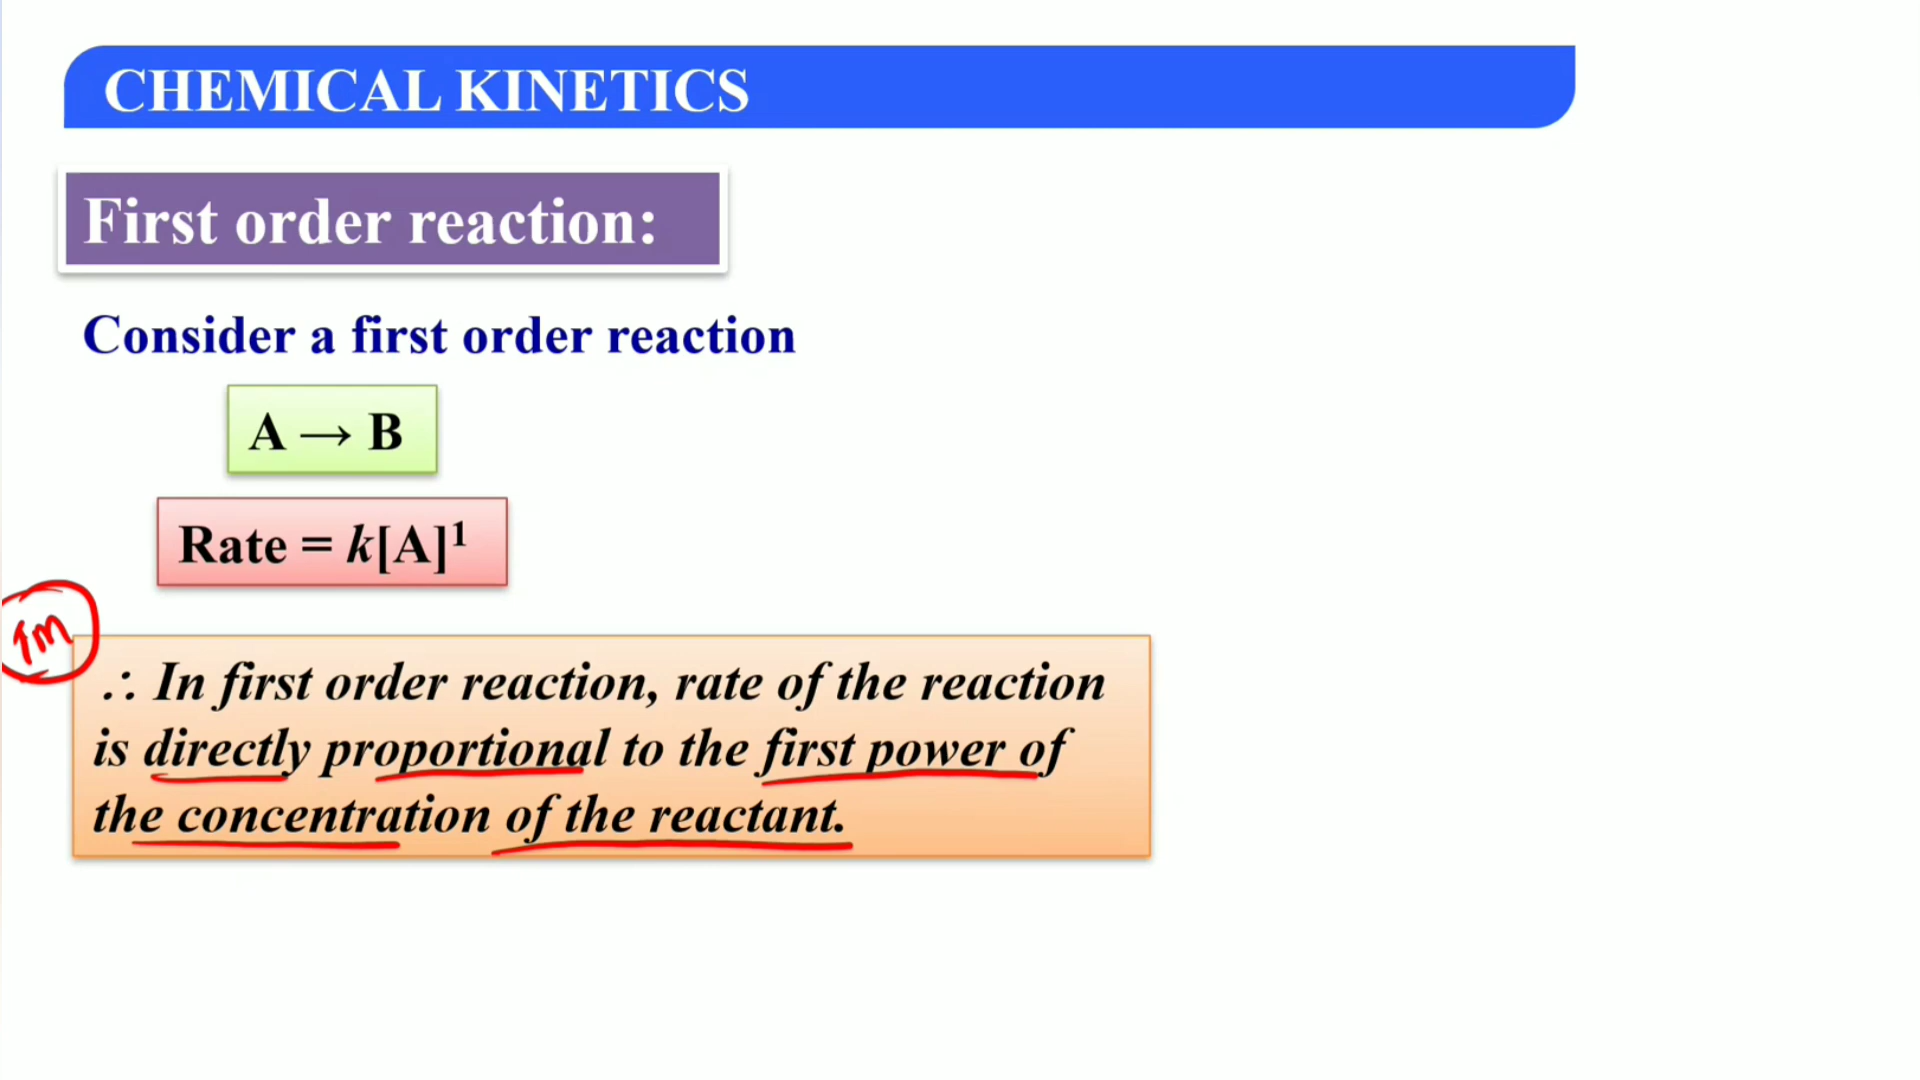 CHEMICAL KINETICS
First order reaction:
Consider a first order reaction
A → B
Rate = k[A]¹
1m
∴ In first order reaction, rate of the reaction
is directly proportional to the first power of
the concentration of the reactant.